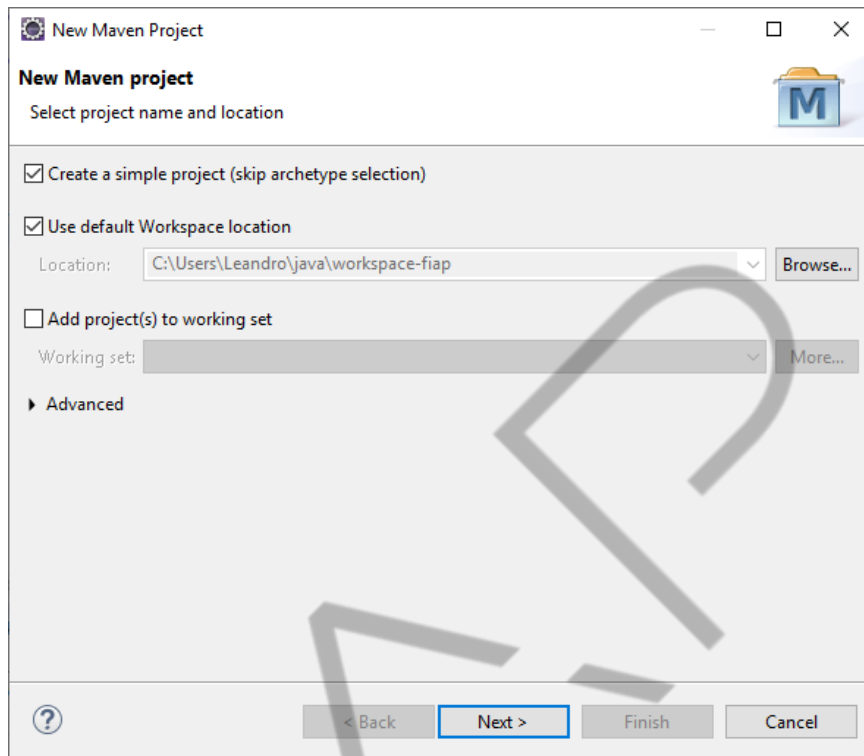 New Maven Project
New Maven project
Select project name and location
M
Create a simple project (skip archetype selection)
Use default Workspace location
Location: C:\Users\Leandro\java\workspace-fiap Browse...
Add project(s) to working set
Working set: More...
Advanced
? < Back Next > Finish Cancel